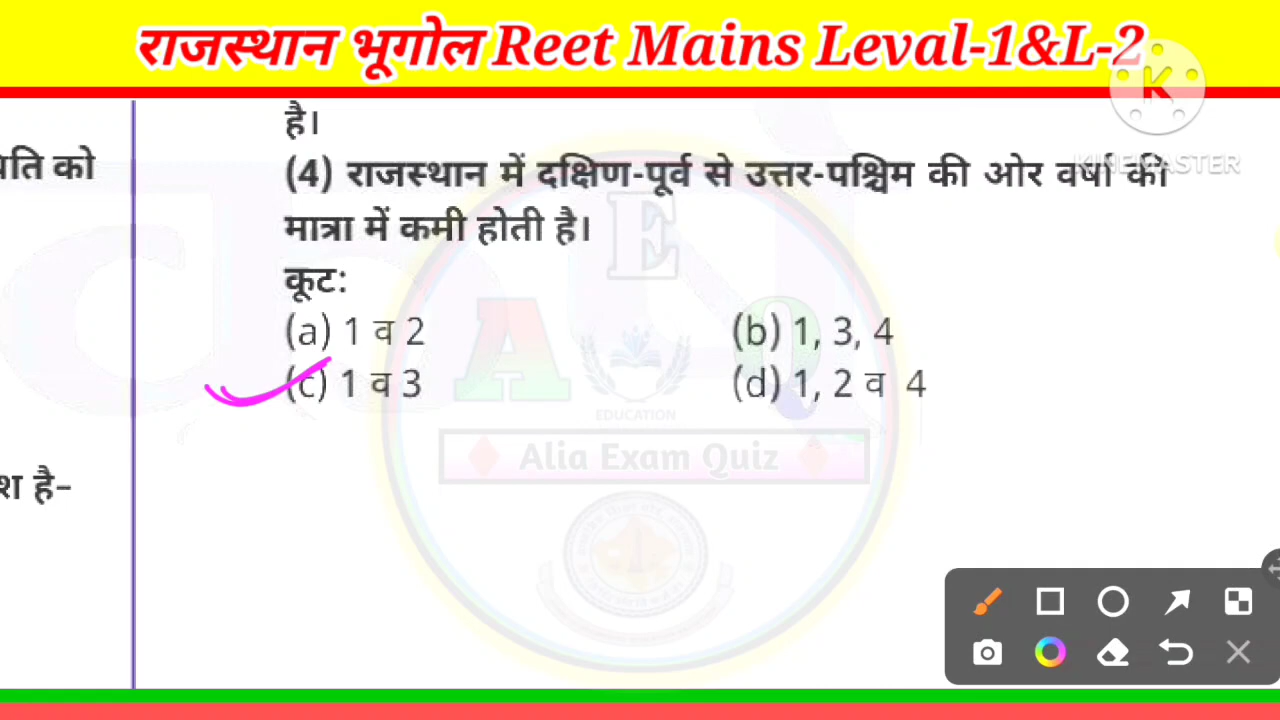 राजस्थान भूगोल Reet Mains Leval-1&L-2
K
KINEMASTER
है।
(4) राजस्थान में दक्षिण-पूर्व से उत्तर-पश्चिम की ओर वर्षा की
मात्रा में कमी होती है।
कूटः
(a) 1 व 2
(b) 1, 3, 4
(c) 1 व 3
(d) 1, 2 व 4
को
है–
E
A
Q
EDUCATION
Alia Exam Quiz